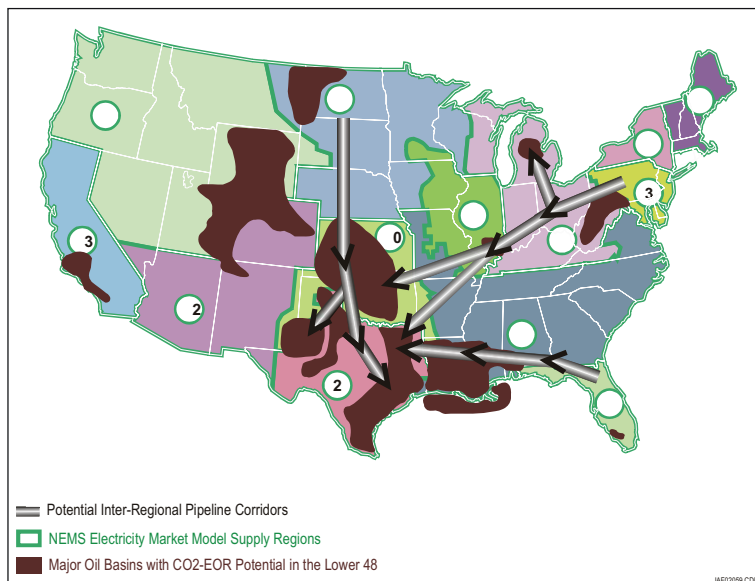 3
3
0
2
2
Potential Inter-Regional Pipeline Corridors
NEMS Electricity Market Model Supply Regions
Major Oil Basins with CO2-EOR Potential in the Lower 48